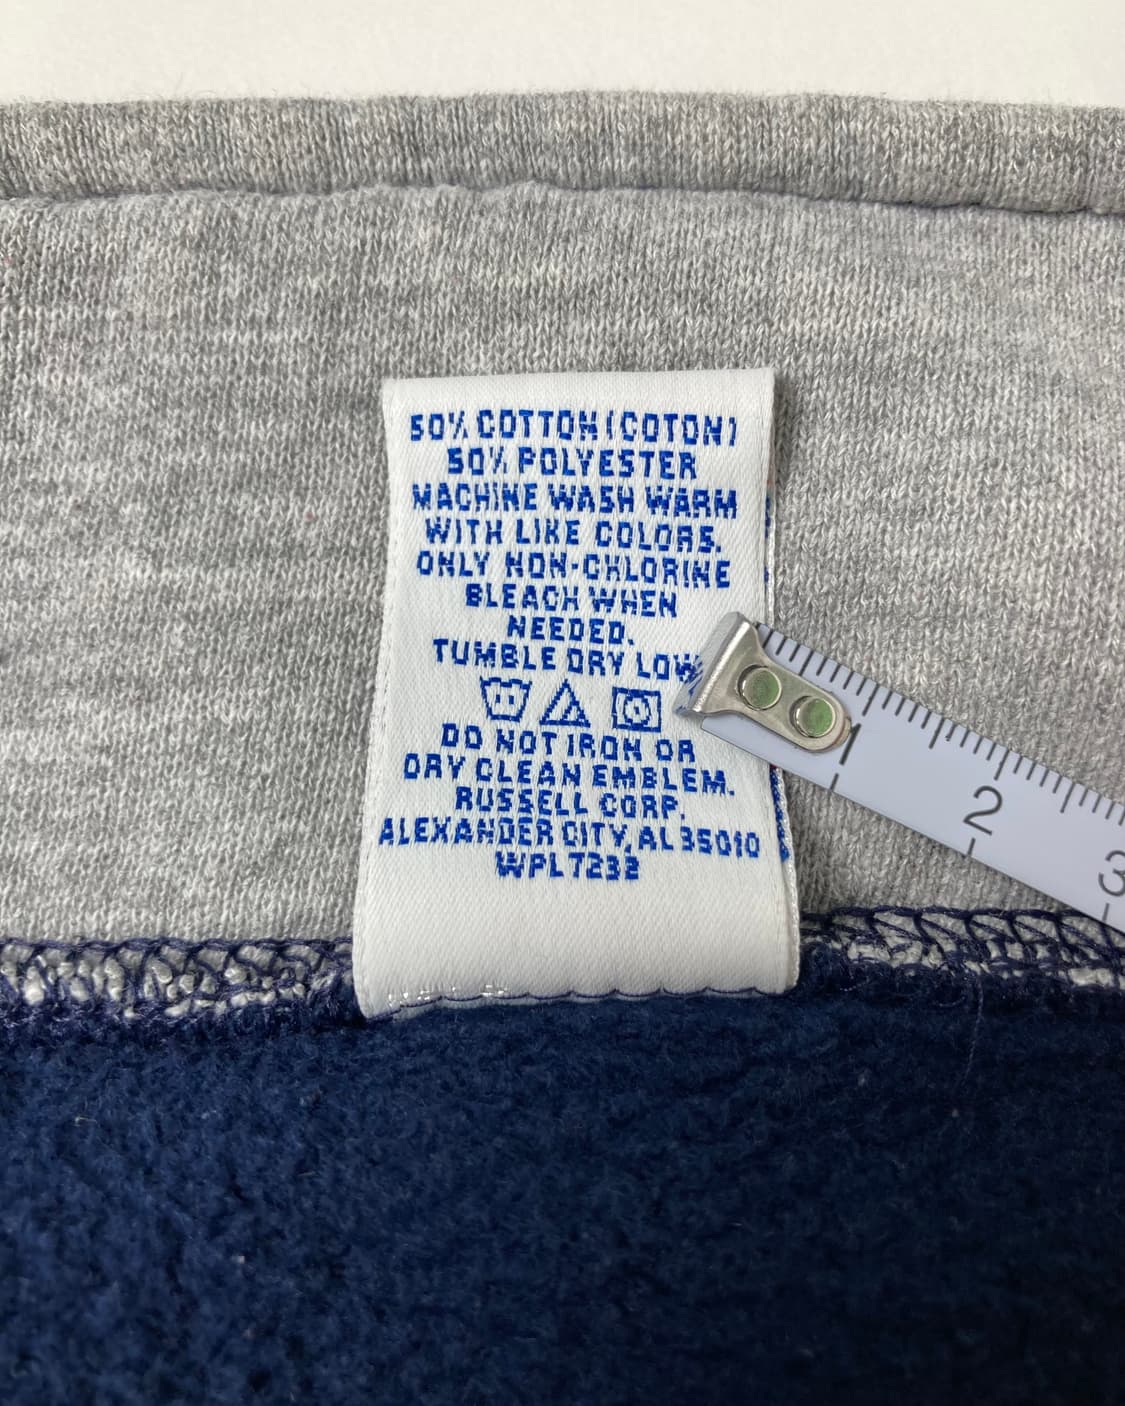 50% COTTON (COTON)
50% POLYESTER
MACHINE WASH WARM
WITH LIKE COLORS.
ONLY NON-CHLORINE
BLEACH WHEN
NEEDED.
TUMBLE DRY LOW
DO NOT IRON OR
DRY CLEAN EMBLEM.
RUSSELL CORP.
ALEXANDER CITY, AL 35010
WPL 7232
1
2
3